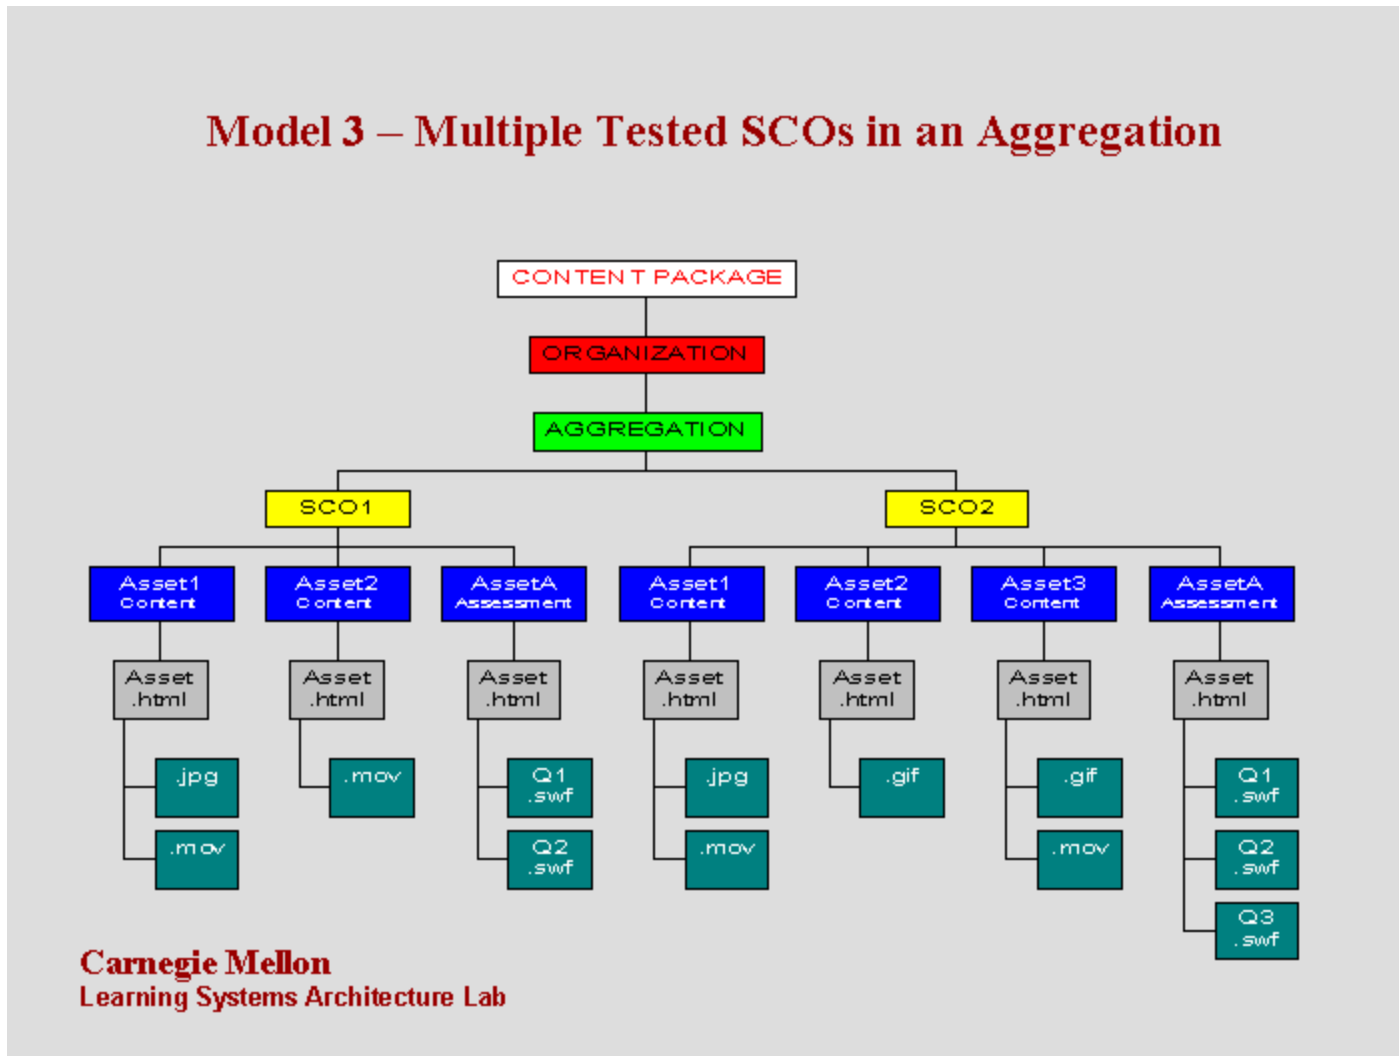 Model 3 – Multiple Tested SCOs in an Aggregation
CONTENT PACKAGE
ORGANIZATION
AGGREGATION
SCO1
SCO2
Asset1
Content
Asset2
Content
AssetA
Assessment
Asset1
Content
Asset2
Content
Asset3
Content
AssetA
Assessment
Asset
.html
Asset
.html
Asset
.html
Asset
.html
Asset
.html
Asset
.html
Asset
.html
.jpg
.mov
Q1
.swf
.jpg
.gif
.gif
Q1
.swf
.mov
Q2
.swf
.mov
.mov
Q2
.swf
Q3
.swf
Carnegie Mellon
Learning Systems Architecture Lab